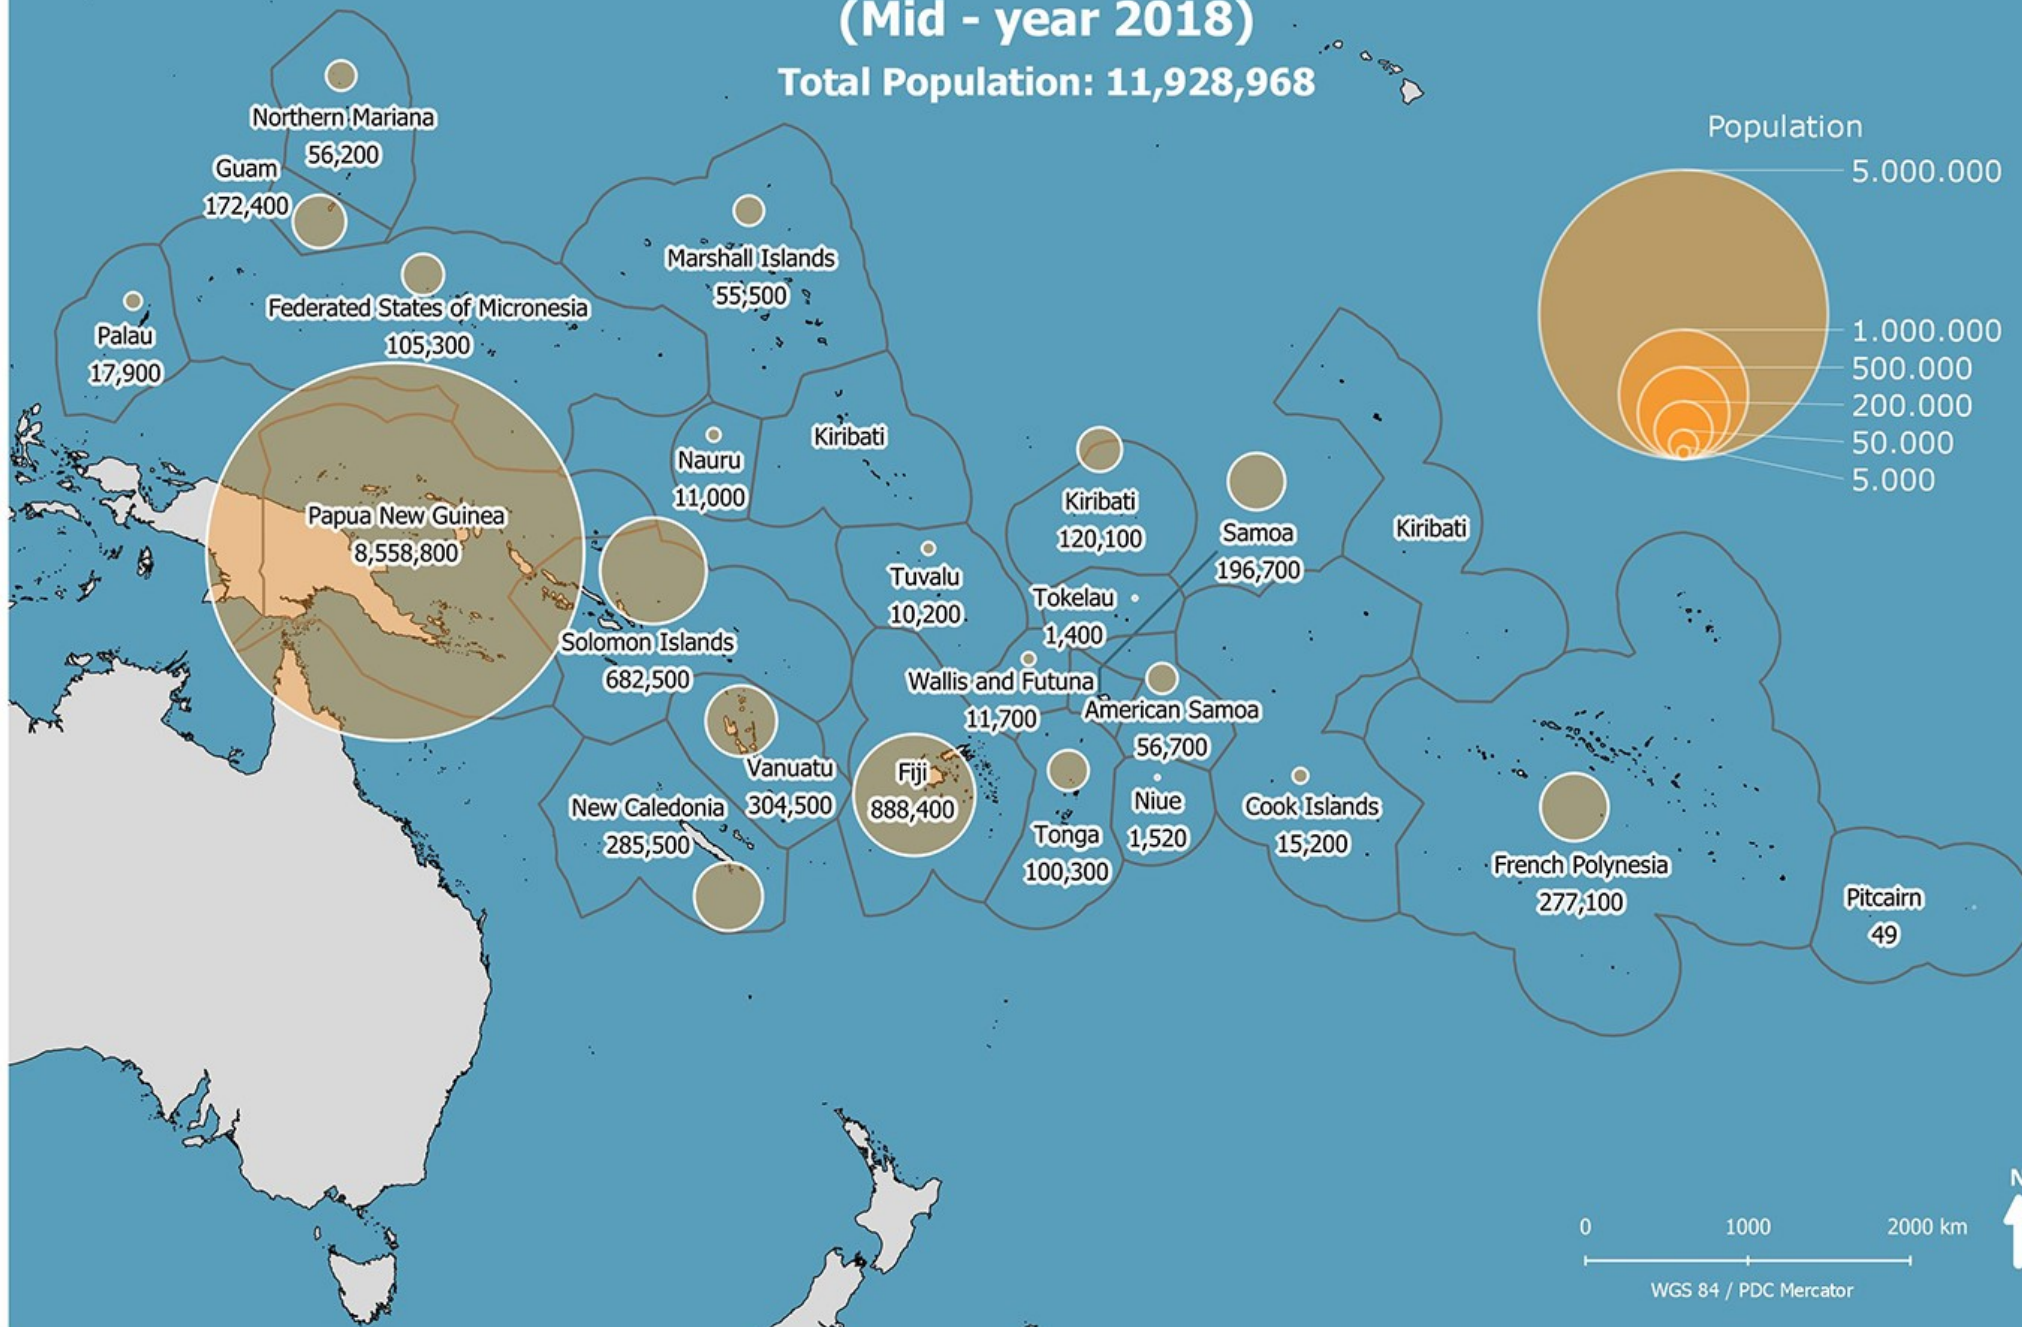 (Mid - year 2018)
Total Population: 11,928,968
Northern Mariana
56,200
Guam
172,400
Population
5.000.000
1.000.000
500.000
200.000
50.000
5.000
Marshall Islands
55,500
Federated States of Micronesia
105,300
Palau
17,900
Kiribati
Nauru
11,000
Kiribati
120,100
Samoa
196,700
Kiribati
Papua New Guinea
8,558,800
Tuvalu
10,200
Tokelau
1,400
Solomon Islands
682,500
Wallis and Futuna
11,700
American Samoa
56,700
Vanuatu
304,500
Fiji
888,400
New Caledonia
285,500
Tonga
100,300
Niue
1,520
Cook Islands
15,200
French Polynesia
277,100
Pitcairn
49
N
0 1000 2000 km
WGS 84 / PDC Mercator